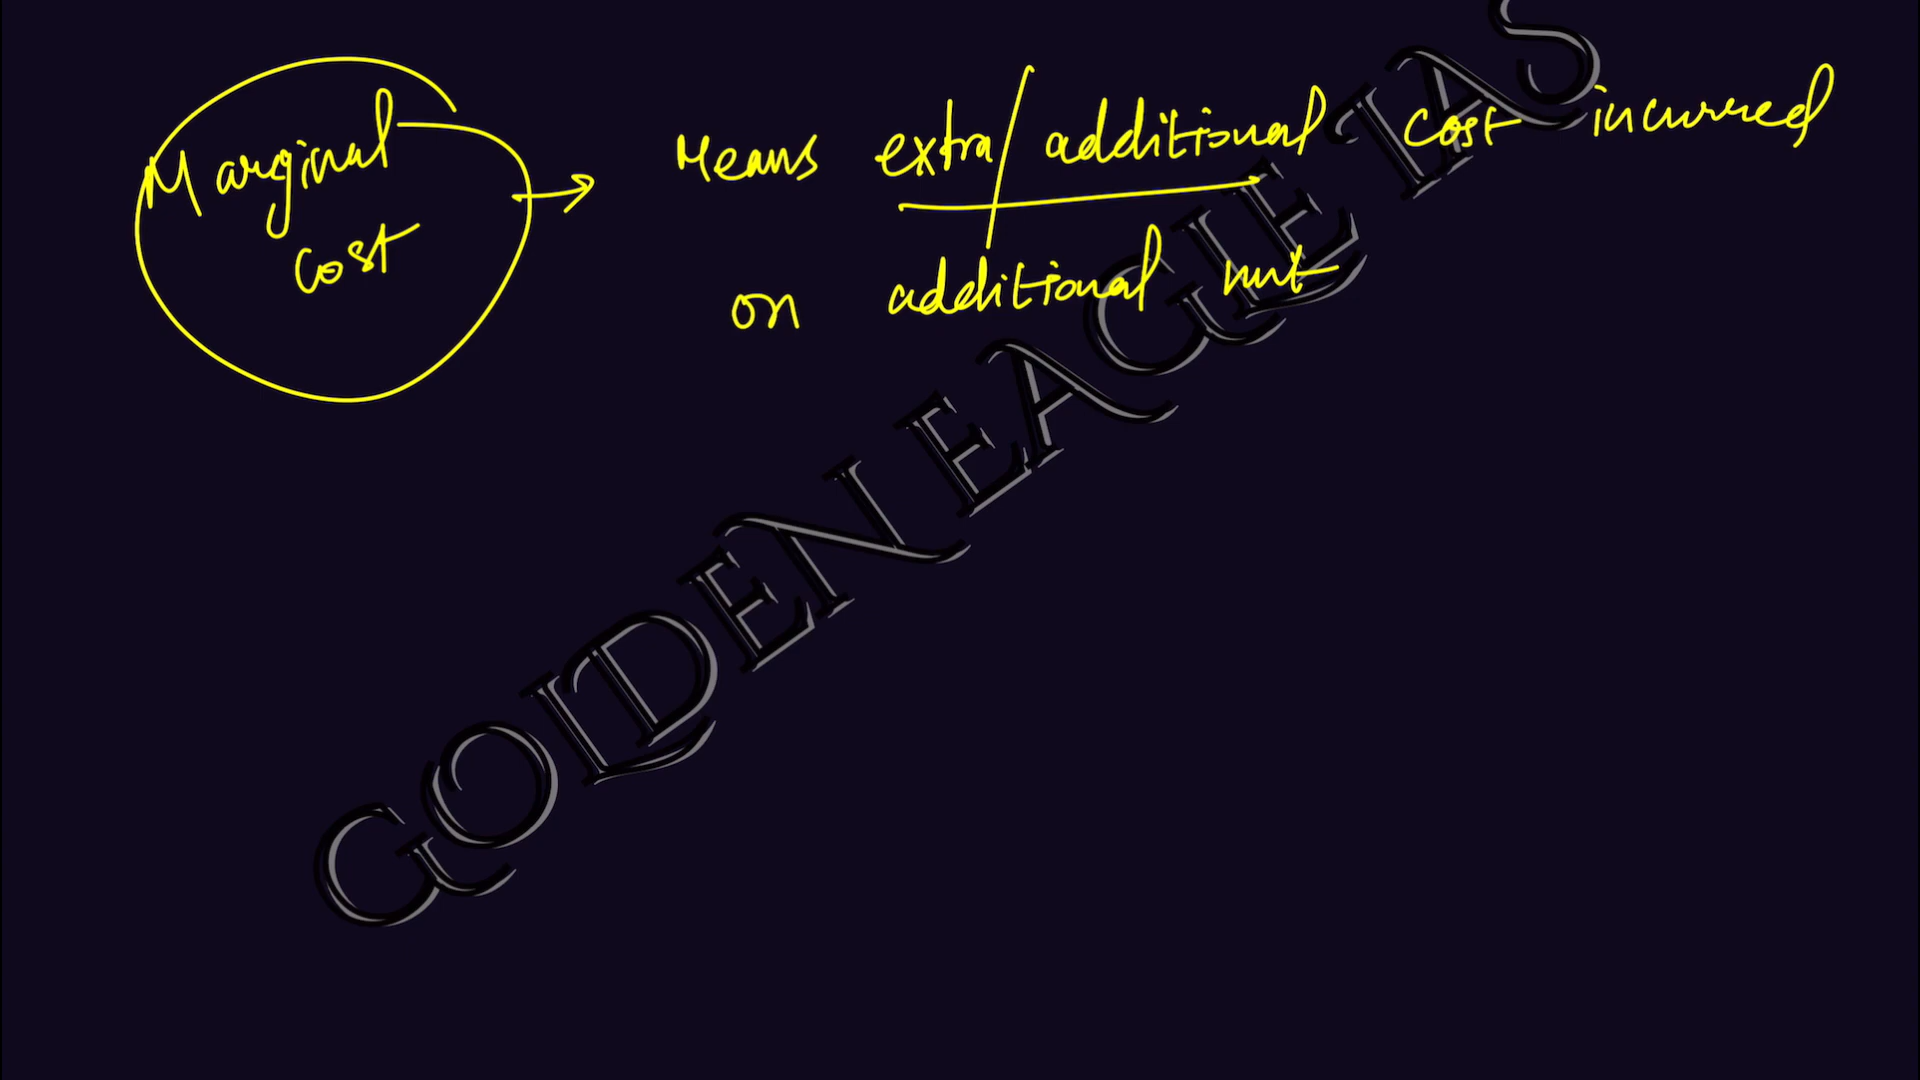 Marginal
cost
Means extra/additional cost incurred
on additional unit
GOLDEN EAGLE IAS